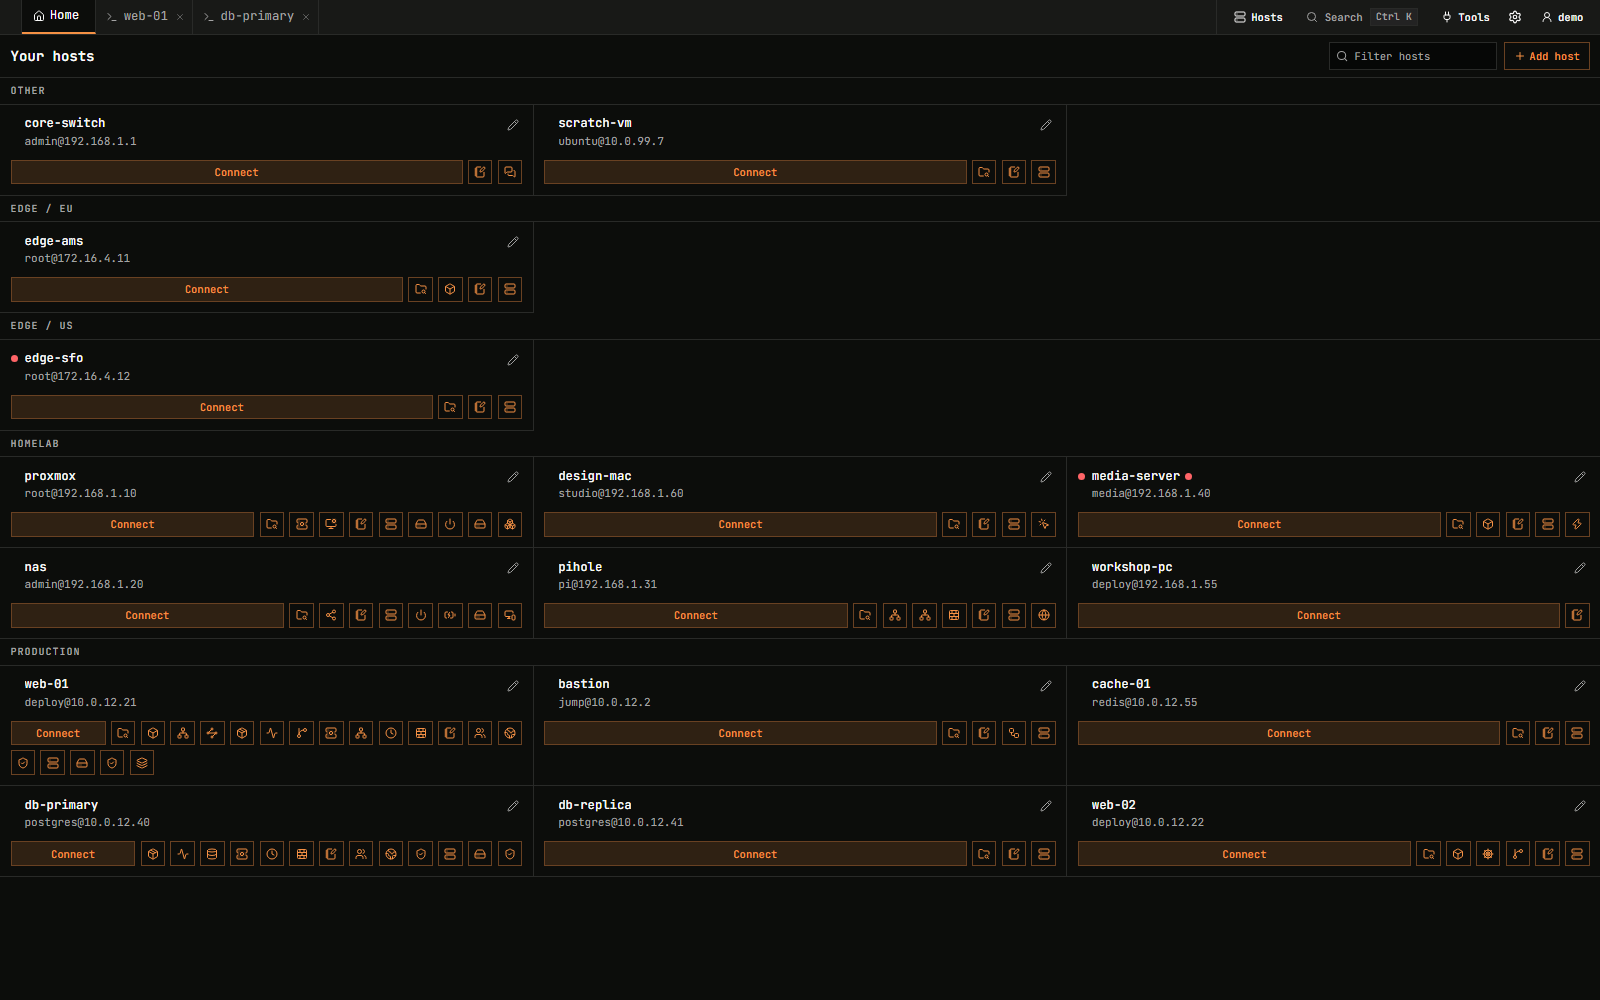 Home
web-01
db-primary
Hosts
Search Ctrl K
Tools
demo
Your hosts
Filter hosts
Add host
OTHER
core-switch
admin@192.168.1.1
Connect
scratch-vm
ubuntu@10.0.99.7
Connect
EDGE / EU
edge-ams
root@172.16.4.11
Connect
EDGE / US
edge-sfo
root@172.16.4.12
Connect
HOMELAB
proxmox
root@192.168.1.10
Connect
design-mac
studio@192.168.1.60
Connect
media-server
media@192.168.1.40
Connect
nas
admin@192.168.1.20
Connect
pihole
pi@192.168.1.31
Connect
workshop-pc
deploy@192.168.1.55
Connect
PRODUCTION
web-01
deploy@10.0.12.21
Connect
bastion
jump@10.0.12.2
Connect
cache-01
redis@10.0.12.55
Connect
db-primary
postgres@10.0.12.40
Connect
db-replica
postgres@10.0.12.41
Connect
web-02
deploy@10.0.12.22
Connect